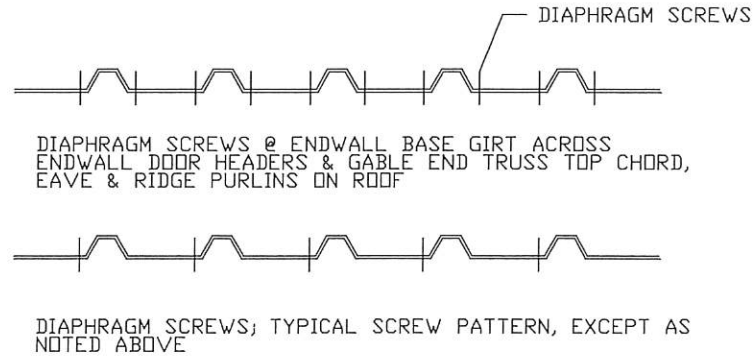 DIAPHRAGM SCREWS
DIAPHRAGM SCREWS @ ENDWALL BASE GIRT ACROSS
ENDWALL DOOR HEADERS & GABLE END TRUSS TOP CHORD,
EAVE & RIDGE PURLINS ON ROOF
DIAPHRAGM SCREWS; TYPICAL SCREW PATTERN, EXCEPT AS
NOTED ABOVE